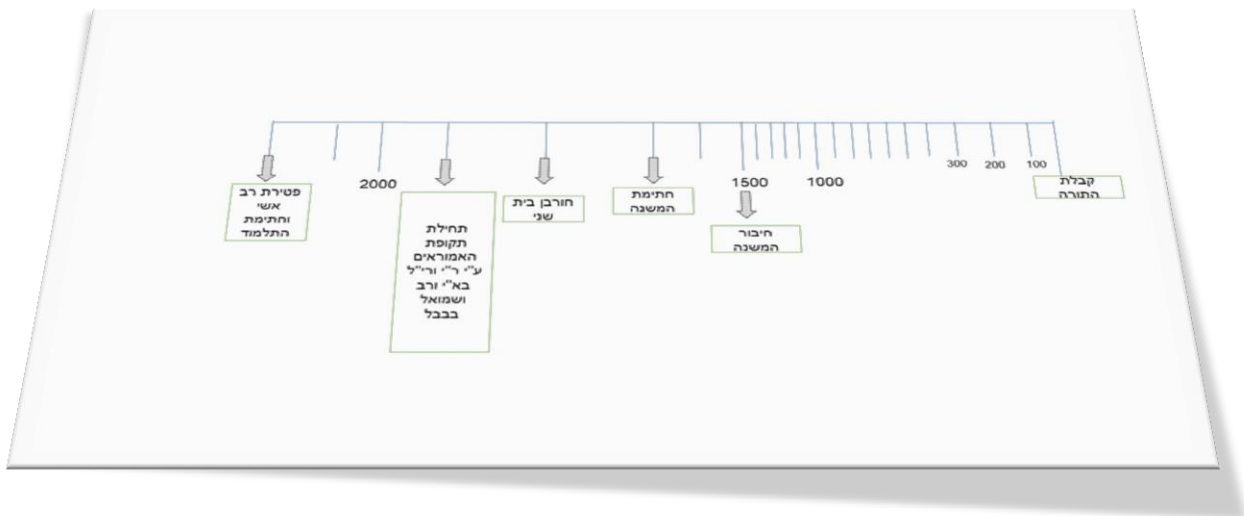 קבלת
התורה
100
200
300
1000
1500
חיבור
המשנה
חתימת
המשנה
חורבן בית
שני
תחילת
תקופת
האמוראים
ע"י ר"י ורי"ל
בא"י ורב
ושמואל
בבבל
2000
פטירת רב
אשי
וחתימת
התלמוד